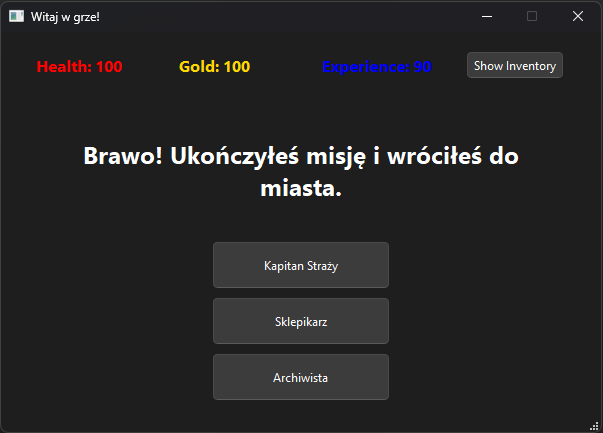 Witaj w grze!
Health: 100 Gold: 100 Experience: 90 Show Inventory
Brawo! Ukończyłeś misję i wróciłeś do
miasta.
Kapitan Straży
Sklepikarz
Archiwista